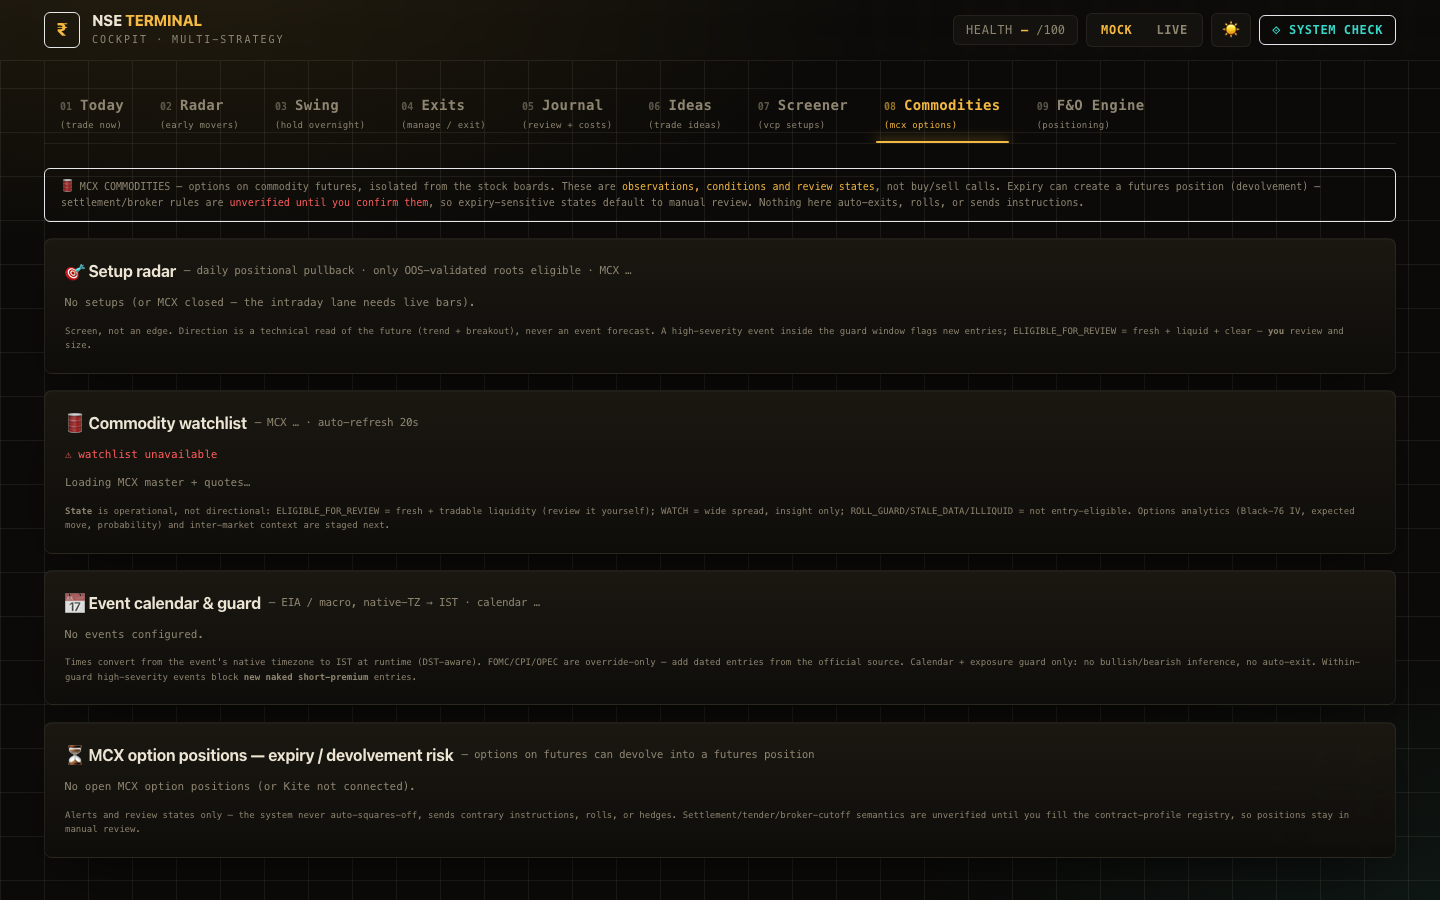 ₹
NSE TERMINAL
COCKPIT · MULTI-STRATEGY
HEALTH — /100
MOCK LIVE
◇ SYSTEM CHECK
01 Today
(trade now)
02 Radar
(early movers)
03 Swing
(hold overnight)
04 Exits
(manage / exit)
05 Journal
(review + costs)
06 Ideas
(trade ideas)
07 Screener
(vcp setups)
08 Commodities
(mcx options)
09 F&O Engine
(positioning)
MCX COMMODITIES — options on commodity futures, isolated from the stock boards. These are observations, conditions and review states, not buy/sell calls. Expiry can create a futures position (devolvement) —
settlement/broker rules are unverified until you confirm them, so expiry-sensitive states default to manual review. Nothing here auto-exits, rolls, or sends instructions.
Setup radar — daily positional pullback · only OOS-validated roots eligible · MCX …
No setups (or MCX closed — the intraday lane needs live bars).
Screen, not an edge. Direction is a technical read of the future (trend + breakout), never an event forecast. A high-severity event inside the guard window flags new entries; ELIGIBLE_FOR_REVIEW = fresh + liquid + clear — you review and
size.
Commodity watchlist — MCX … · auto-refresh 20s
⚠ watchlist unavailable
Loading MCX master + quotes…
State is operational, not directional: ELIGIBLE_FOR_REVIEW = fresh + tradable liquidity (review it yourself); WATCH = wide spread, insight only; ROLL_GUARD/STALE_DATA/ILLIQUID = not entry-eligible. Options analytics (Black-76 IV, expected
move, probability) and inter-market context are staged next.
Event calendar & guard — EIA / macro, native-TZ → IST · calendar …
No events configured.
Times convert from the event's native timezone to IST at runtime (DST-aware). FOMC/CPI/OPEC are override-only — add dated entries from the official source. Calendar + exposure guard only: no bullish/bearish inference, no auto-exit. Within-
guard high-severity events block new naked short-premium entries.
MCX option positions — expiry / devolvement risk — options on futures can devolve into a futures position
No open MCX option positions (or Kite not connected).
Alerts and review states only — the system never auto-squares-off, sends contrary instructions, rolls, or hedges. Settlement/tender/broker-cutoff semantics are unverified until you fill the contract-profile registry, so positions stay in
manual review.